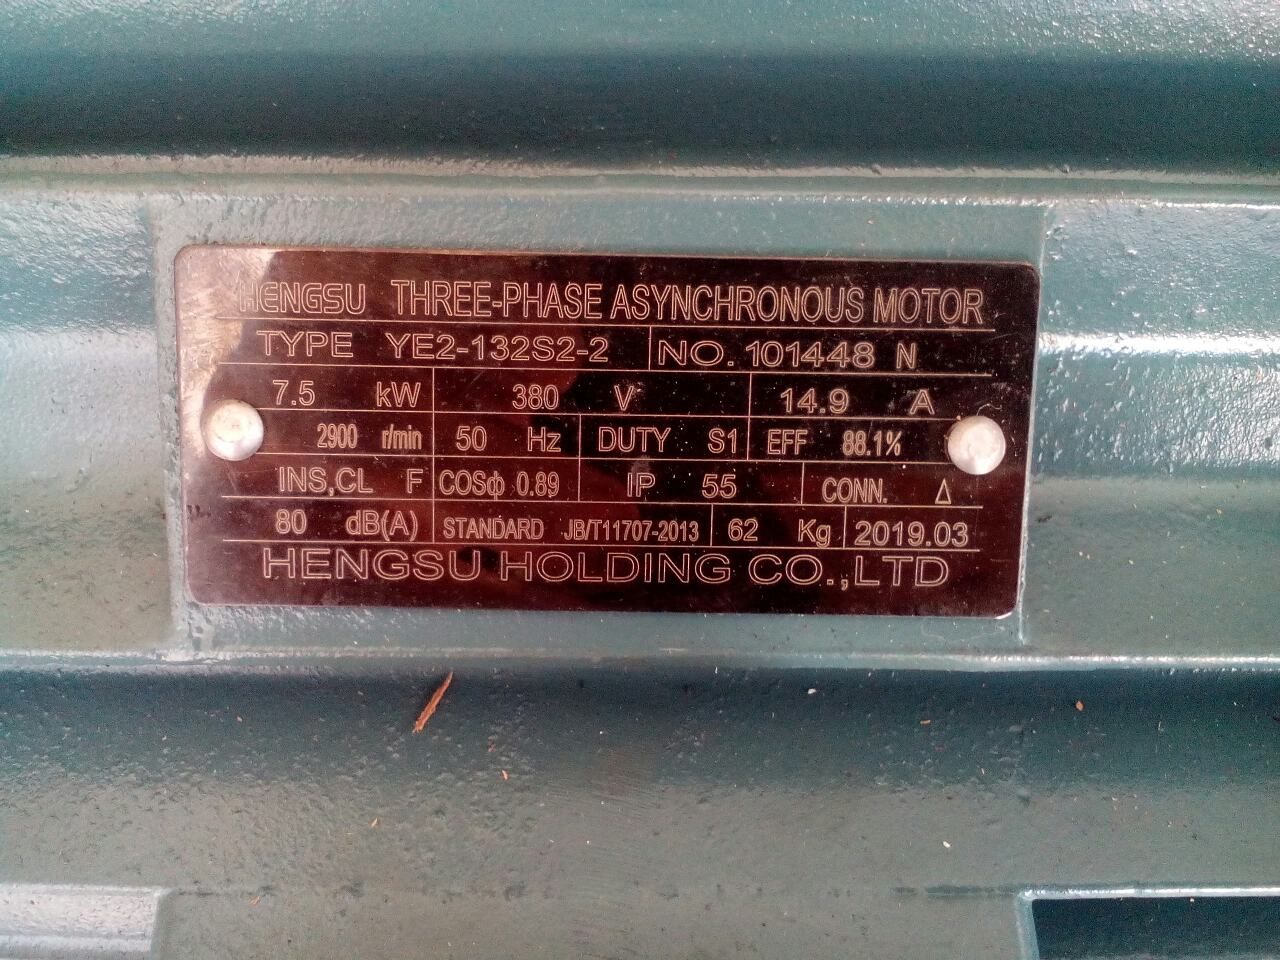 HENGSU THREE-PHASE ASYNCHRONOUS MOTOR
TYPE YE2-132S2-2 NO. 101448 N
7.5 kW 380 V 14.9 A
2900 r/min 50 Hz DUTY S1 EFF 88.1%
INS,CL F COSф 0.89 IP 55 CONN. Δ
80 dB(A) STANDARD JB/T11707-2013 62 Kg 2019.03
HENGSU HOLDING CO.,LTD